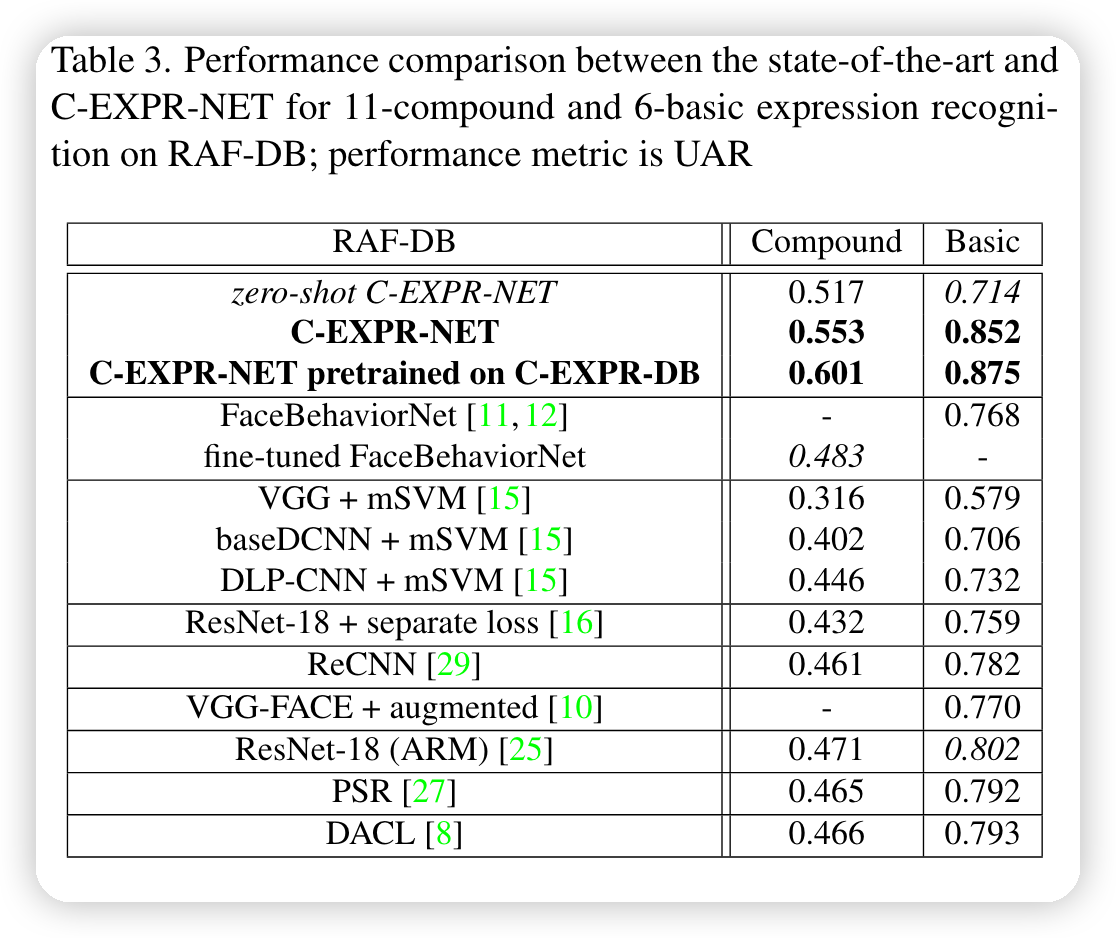 Table 3. Performance comparison between the state-of-the-art and
C-EXPR-NET for 11-compound and 6-basic expression recogni-
tion on RAF-DB; performance metric is UAR
RAF-DB Compound Basic
zero-shot C-EXPR-NET 0.517 0.714
C-EXPR-NET 0.553 0.852
C-EXPR-NET pretrained on C-EXPR-DB 0.601 0.875
FaceBehaviorNet [11, 12] - 0.768
fine-tuned FaceBehaviorNet 0.483 -
VGG + mSVM [15] 0.316 0.579
baseDCNN + mSVM [15] 0.402 0.706
DLP-CNN + mSVM [15] 0.446 0.732
ResNet-18 + separate loss [16] 0.432 0.759
ReCNN [29] 0.461 0.782
VGG-FACE + augmented [10] - 0.770
ResNet-18 (ARM) [25] 0.471 0.802
PSR [27] 0.465 0.792
DACL [8] 0.466 0.793